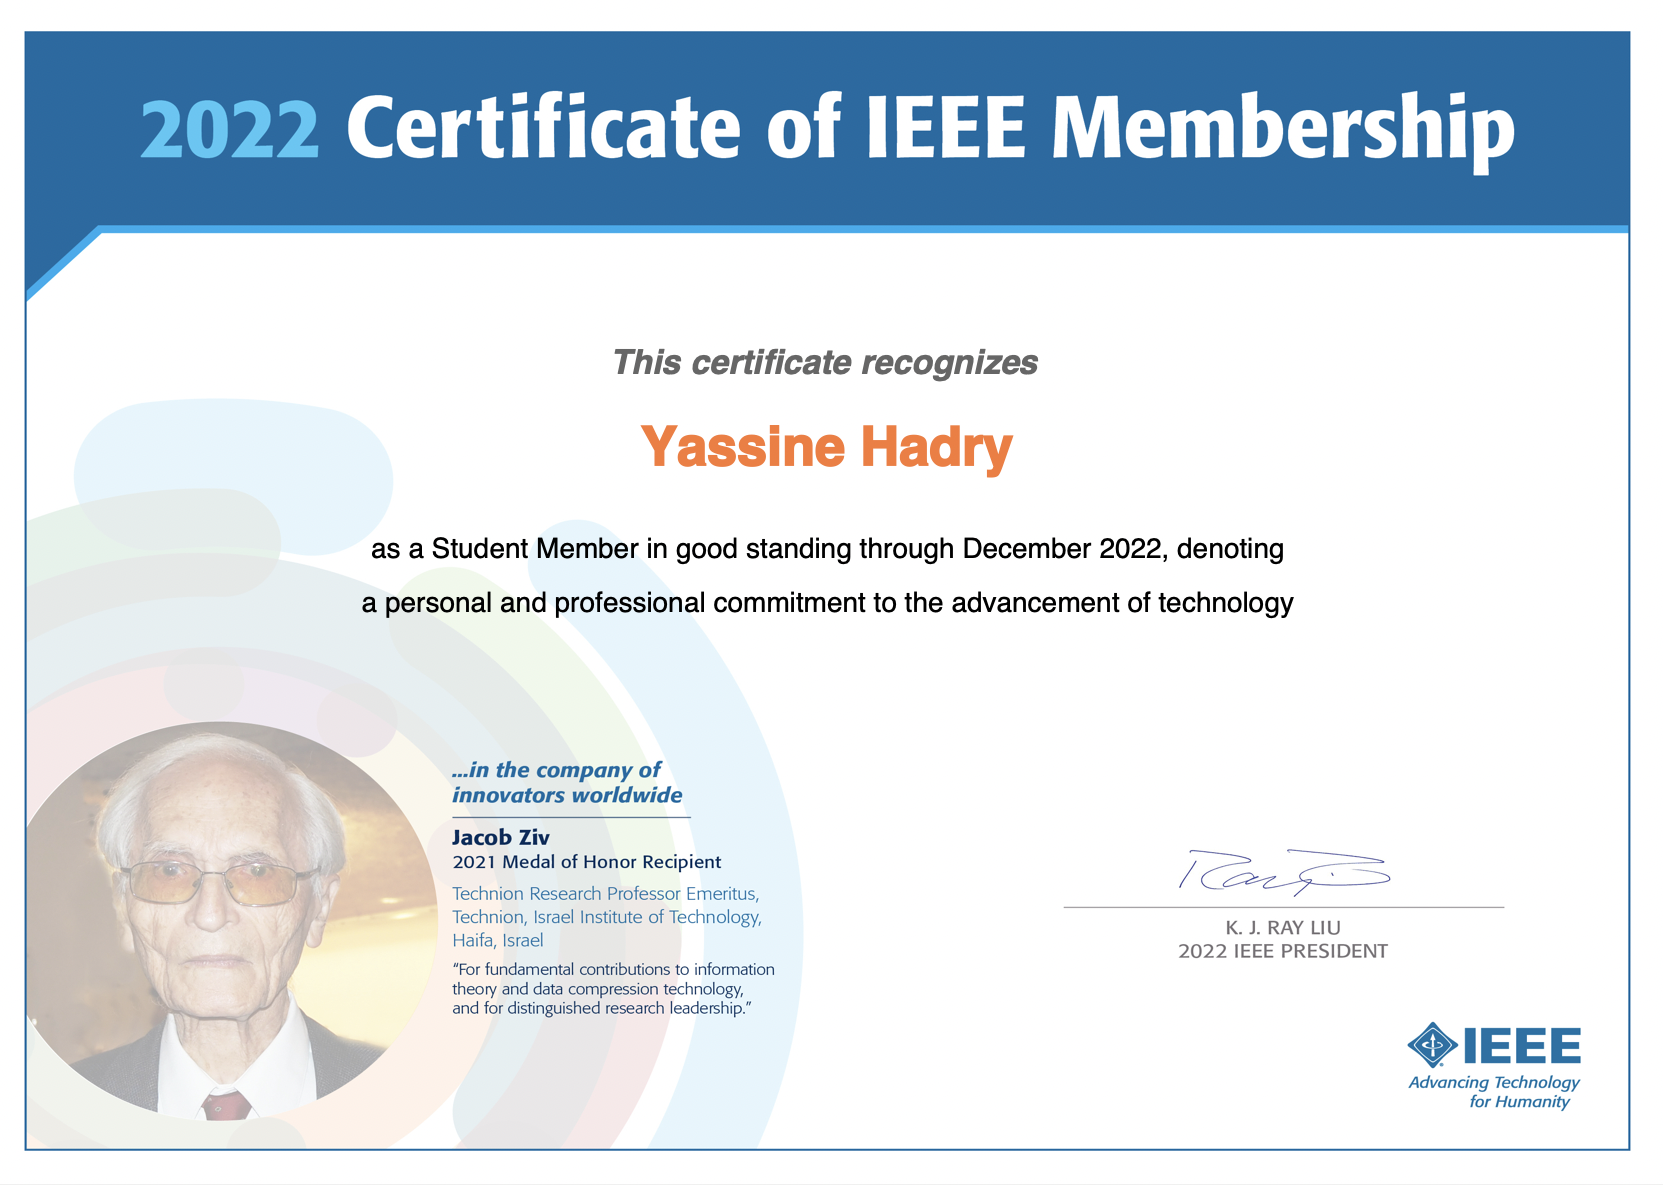 2022 Certificate of IEEE Membership
This certificate recognizes
Yassine Hadry
as a Student Member in good standing through December 2022, denoting
a personal and professional commitment to the advancement of technology
...in the company of
innovators worldwide
Jacob Ziv
2021 Medal of Honor Recipient
Technion Research Professor Emeritus,
Technion, Israel Institute of Technology,
Haifa, Israel
“For fundamental contributions to information
theory and data compression technology,
and for distinguished research leadership.”
K. J. RAY LIU
2022 IEEE PRESIDENT
IEEE
Advancing Technology
for Humanity